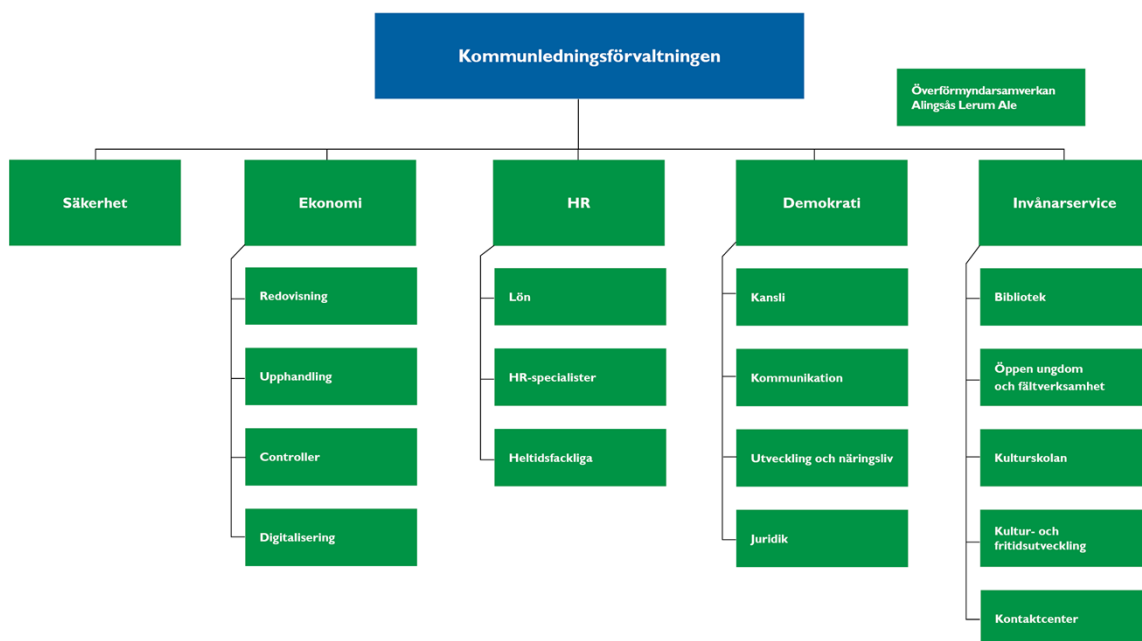 Kommunledningsförvaltningen
Överförmyndarsamverkan
Alingsås Lerum Ale
Säkerhet
Ekonomi
HR
Demokrati
Invånarservice
Redovisning
Upphandling
Controller
Digitalisering
Lön
HR-specialister
Heltidsfackliga
Kansli
Kommunikation
Utveckling och näringsliv
Juridik
Bibliotek
Öppen ungdom
och fältverksamhet
Kulturskolan
Kultur- och
fritidsutveckling
Kontaktcenter